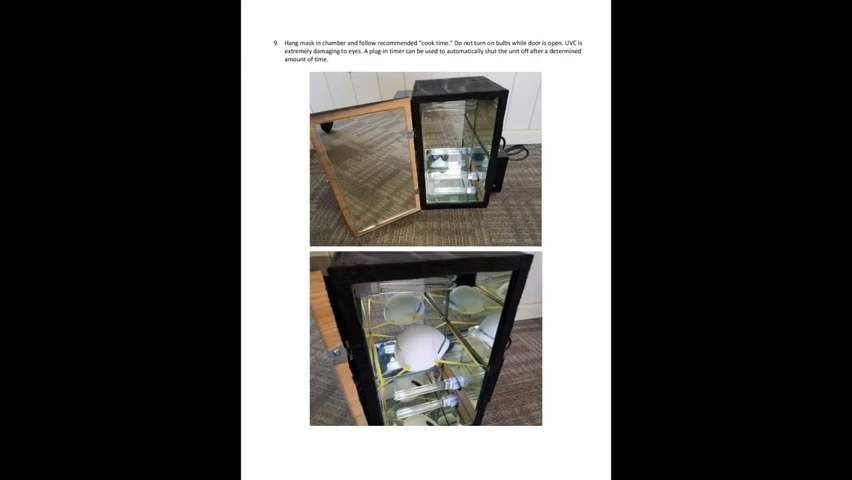 9. Hang mask in chamber and follow recommended “cook time.” Do not turn on bulbs while door is open. UVC is
extremely damaging to eyes. A plug-in timer can be used to automatically shut the unit off after a determined
amount of time.